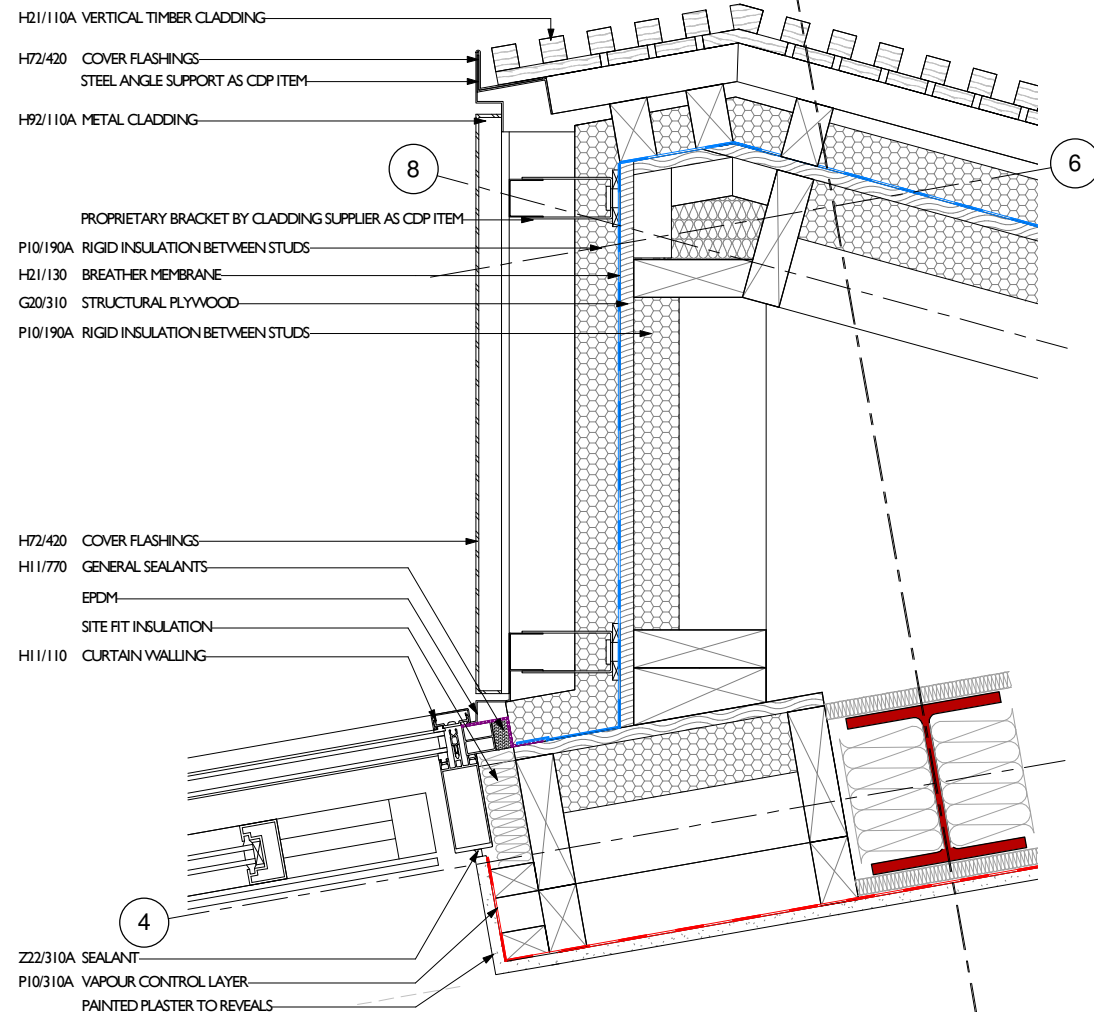 H21/110A VERTICAL TIMBER CLADDING
H72/420 COVER FLASHINGS
STEEL ANGLE SUPPORT AS CDP ITEM
H92/110A METAL CLADDING
8
6
PROPRIETARY BRACKET BY CLADDING SUPPLIER AS CDP ITEM
P10/190A RIGID INSULATION BETWEEN STUDS
H21/130 BREATHER MEMBRANE
G20/310 STRUCTURAL PLYWOOD
P10/190A RIGID INSULATION BETWEEN STUDS
H72/420 COVER FLASHINGS
H11/770 GENERAL SEALANTS
EPDM
SITE FIT INSULATION
H11/110 CURTAIN WALLING
4
Z22/310A SEALANT
P10/310A VAPOUR CONTROL LAYER
PAINTED PLASTER TO REVEALS